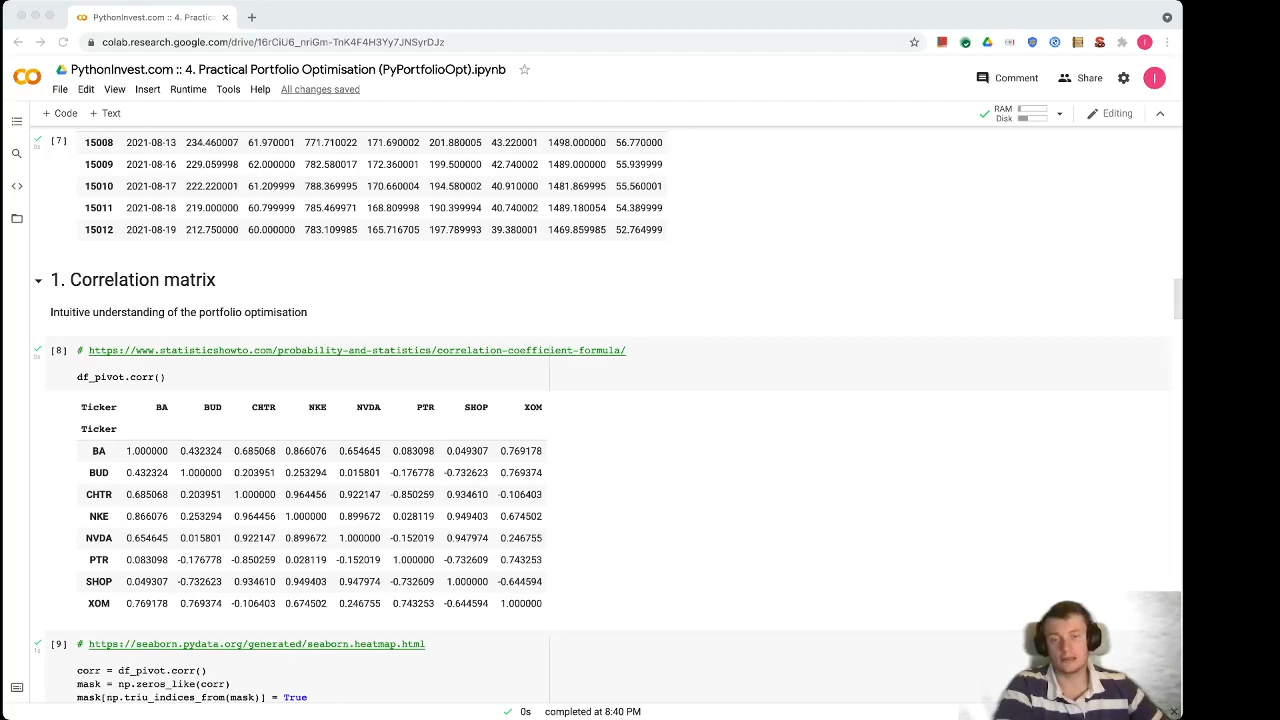 PythonInvest.com :: 4. Practic
colab.research.google.com/drive/16rCiU6_nriGm-TnK4F4H3Yy7JNSyrDJz
PythonInvest.com :: 4. Practical Portfolio Optimisation (PyPortfolioOpt).ipynb
Comment Share I
File Edit View Insert Runtime Tools Help All changes saved
+ Code + Text RAM Disk Editing
[7] 15008 2021-08-13 234.460007 61.970001 771.710022 171.690002 201.880005 43.220001 1498.000000 56.770000
0s 15009 2021-08-16 229.059998 62.000000 782.580017 172.360001 199.500000 42.740002 1489.000000 55.939999
15010 2021-08-17 222.220001 61.209999 788.369995 170.660004 194.580002 40.910000 1481.869995 55.560001
15011 2021-08-18 219.000000 60.799999 785.469971 168.809998 190.399994 40.740002 1489.180054 54.389999
15012 2021-08-19 212.750000 60.000000 783.109985 165.716705 197.789993 39.380001 1469.859985 52.764999
1. Correlation matrix
Intuitive understanding of the portfolio optimisation
[8] # https://www.statisticshowto.com/probability-and-statistics/correlation-coefficient-formula/
0s
df_pivot.corr()
Ticker BA BUD CHTR NKE NVDA PTR SHOP XOM
Ticker
BA 1.000000 0.432324 0.685068 0.866076 0.654645 0.083098 0.049307 0.769178
BUD 0.432324 1.000000 0.203951 0.253294 0.015801 -0.176778 -0.732623 0.769374
CHTR 0.685068 0.203951 1.000000 0.964456 0.922147 -0.850259 0.934610 -0.106403
NKE 0.866076 0.253294 0.964456 1.000000 0.899672 0.028119 0.949403 0.674502
NVDA 0.654645 0.015801 0.922147 0.899672 1.000000 -0.152019 0.947974 0.246755
PTR 0.083098 -0.176778 -0.850259 0.028119 -0.152019 1.000000 -0.732609 0.743253
SHOP 0.049307 -0.732623 0.934610 0.949403 0.947974 -0.732609 1.000000 -0.644594
XOM 0.769178 0.769374 -0.106403 0.674502 0.246755 0.743253 -0.644594 1.000000
[9] # https://seaborn.pydata.org/generated/seaborn.heatmap.html
1s
corr = df_pivot.corr()
mask = np.zeros_like(corr)
mask[np.triu_indices_from(mask)] = True
0s completed at 8:40 PM